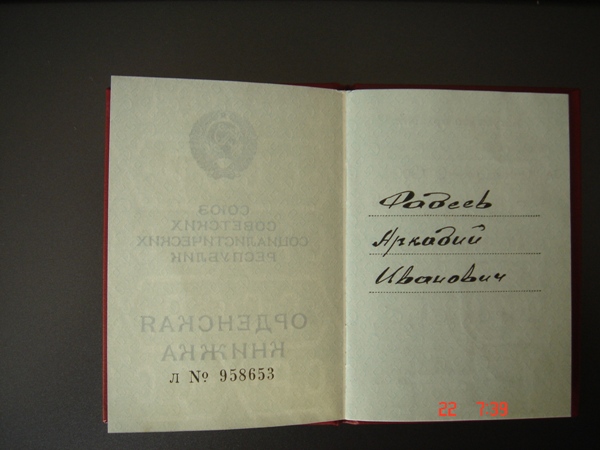 СОЮЗ
СОВЕТСКИХ
СОЦИАЛИСТИЧЕСКИХ
РЕСПУБЛИК
ОРДЕНСКАЯ
КНИЖКА
Л № 958653
Фадеев
Аркадий
Иванович
22 7:39